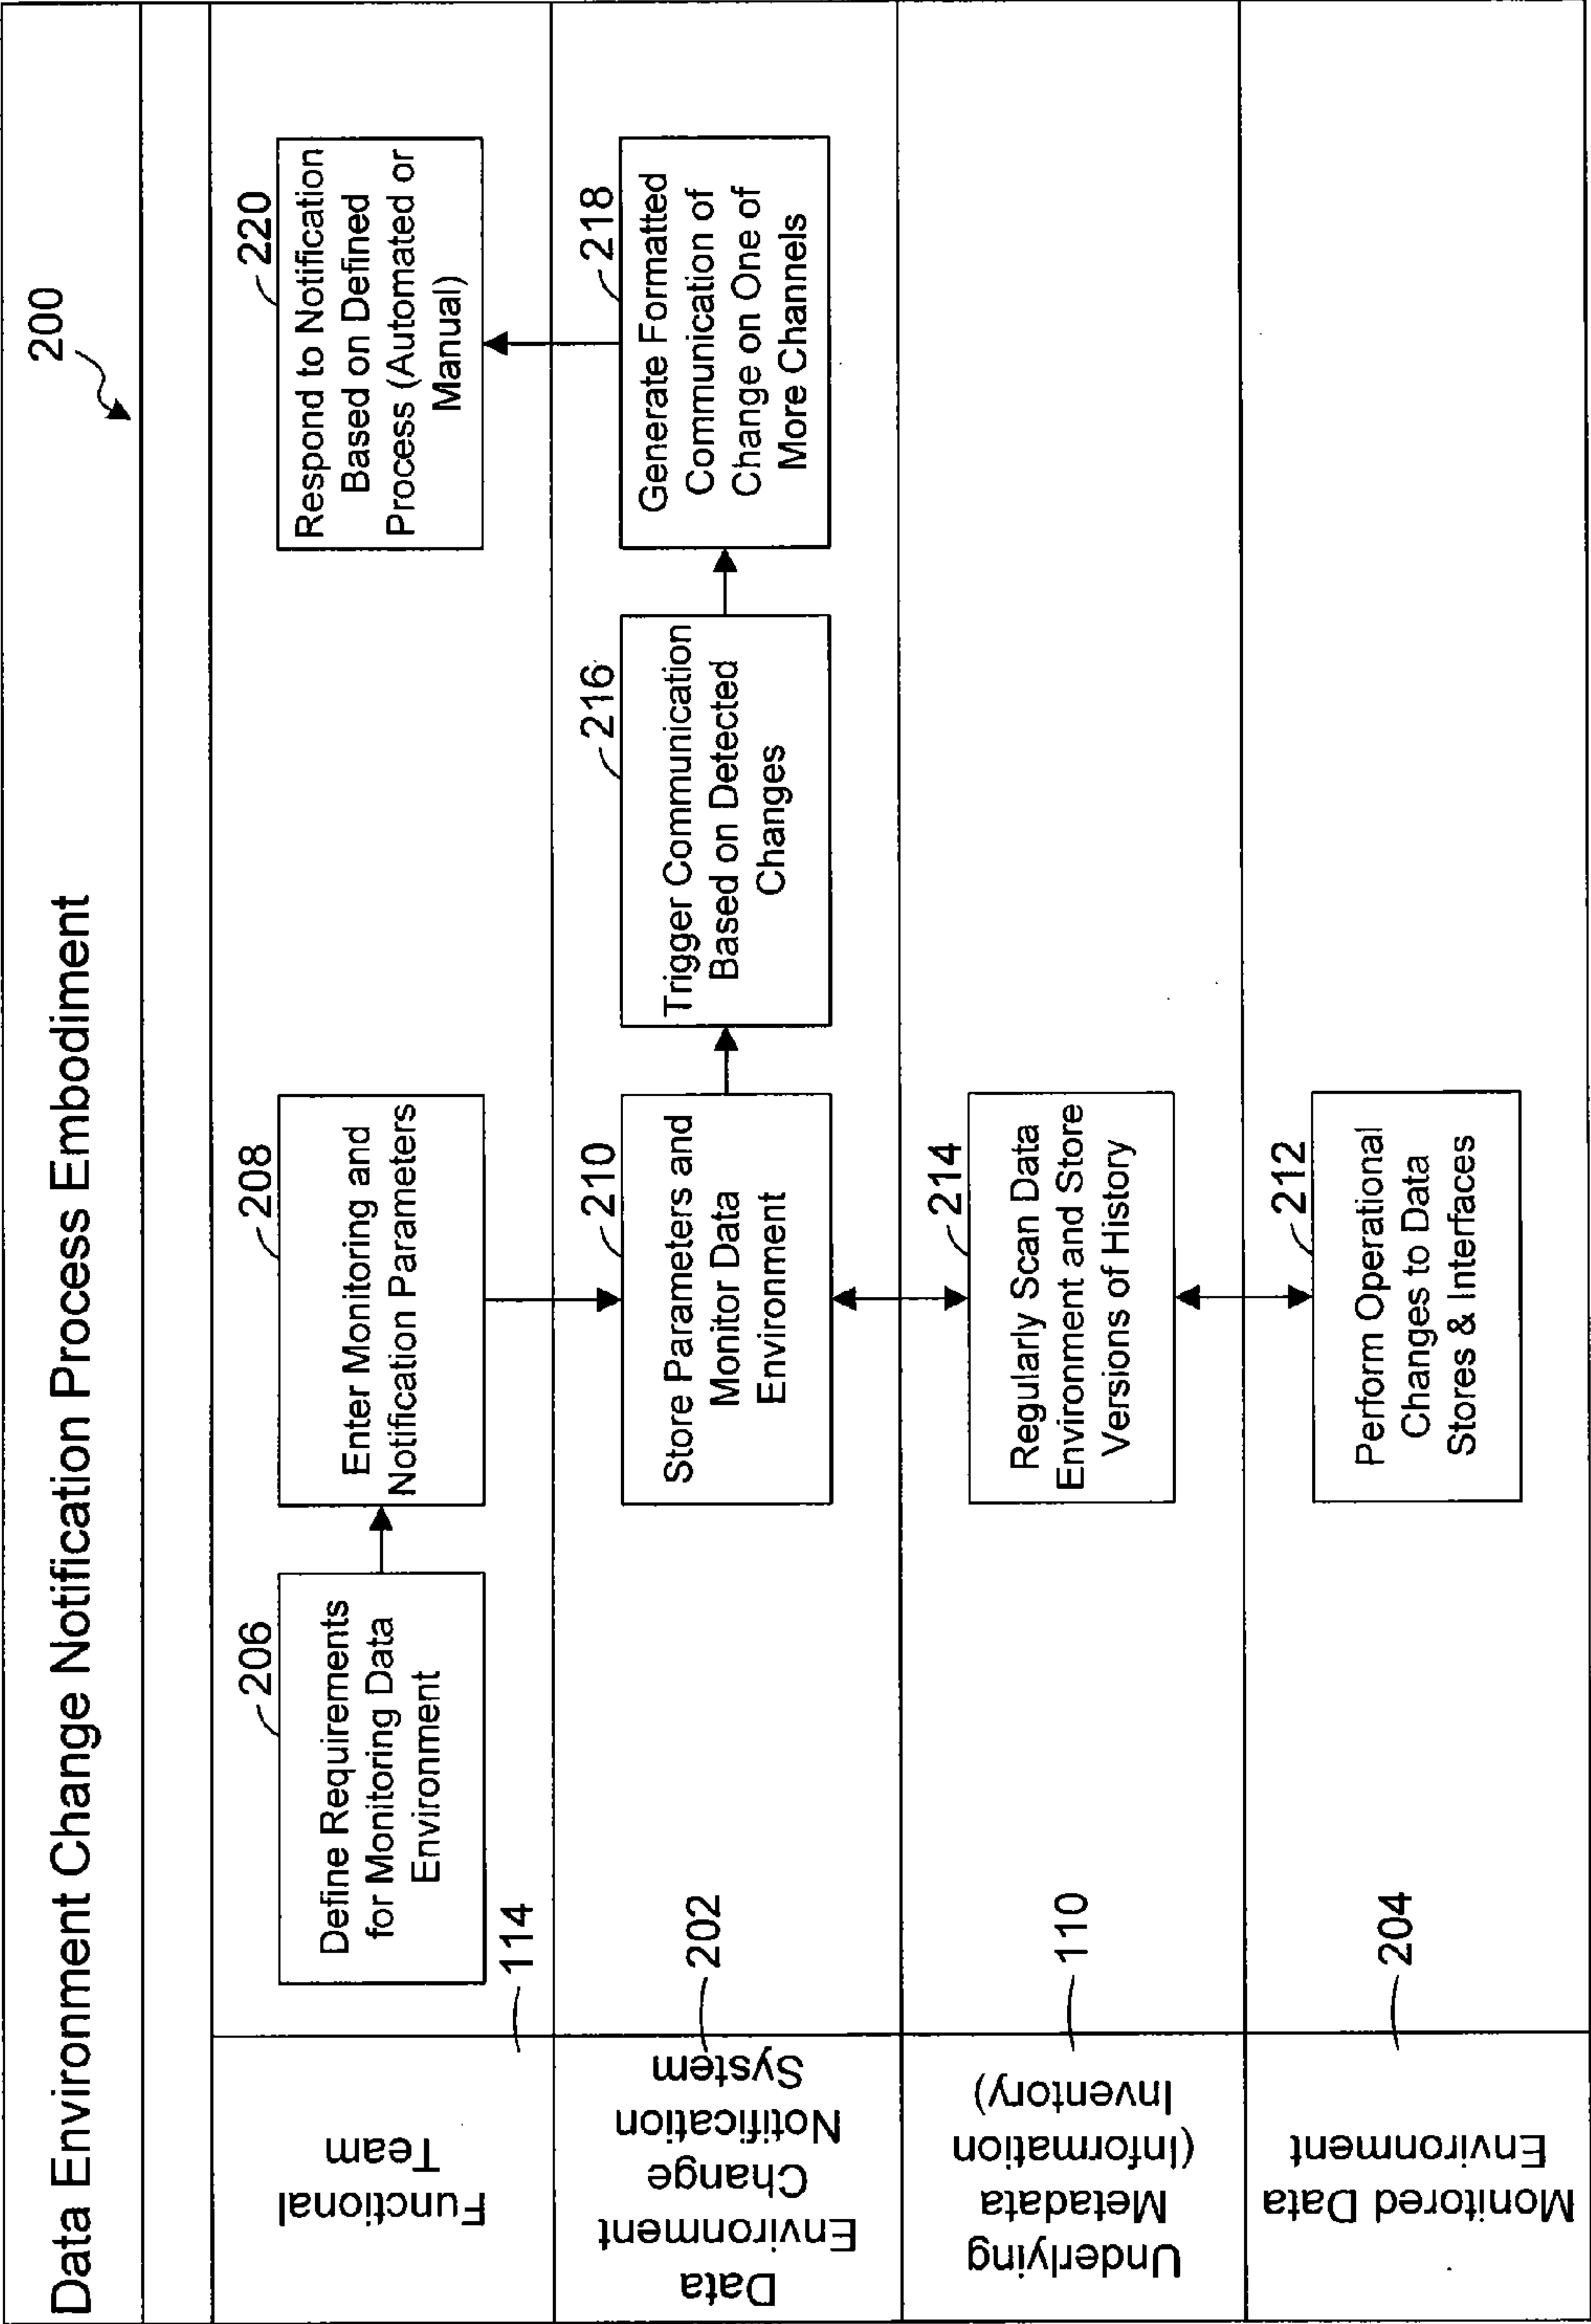 Data Environment Change Notification Process Embodiment
200
Functional
Team
114
206
Define Requirements
for Monitoring Data
Environment
208
Enter Monitoring and
Notification Parameters
220
Respond to Notification
Based on Defined
Process (Automated or
Manual)
Data
Environment
Change
Notification
System
202
210
Store Parameters and
Monitor Data
Environment
216
Trigger Communication
Based on Detected
Changes
218
Generate Formatted
Communication of
Change on One of
More Channels
Underlying
Metadata
(Information
Inventory)
110
214
Regularly Scan Data
Environment and Store
Versions of History
Monitored Data
Environment
204
212
Perform Operational
Changes to Data
Stores & Interfaces